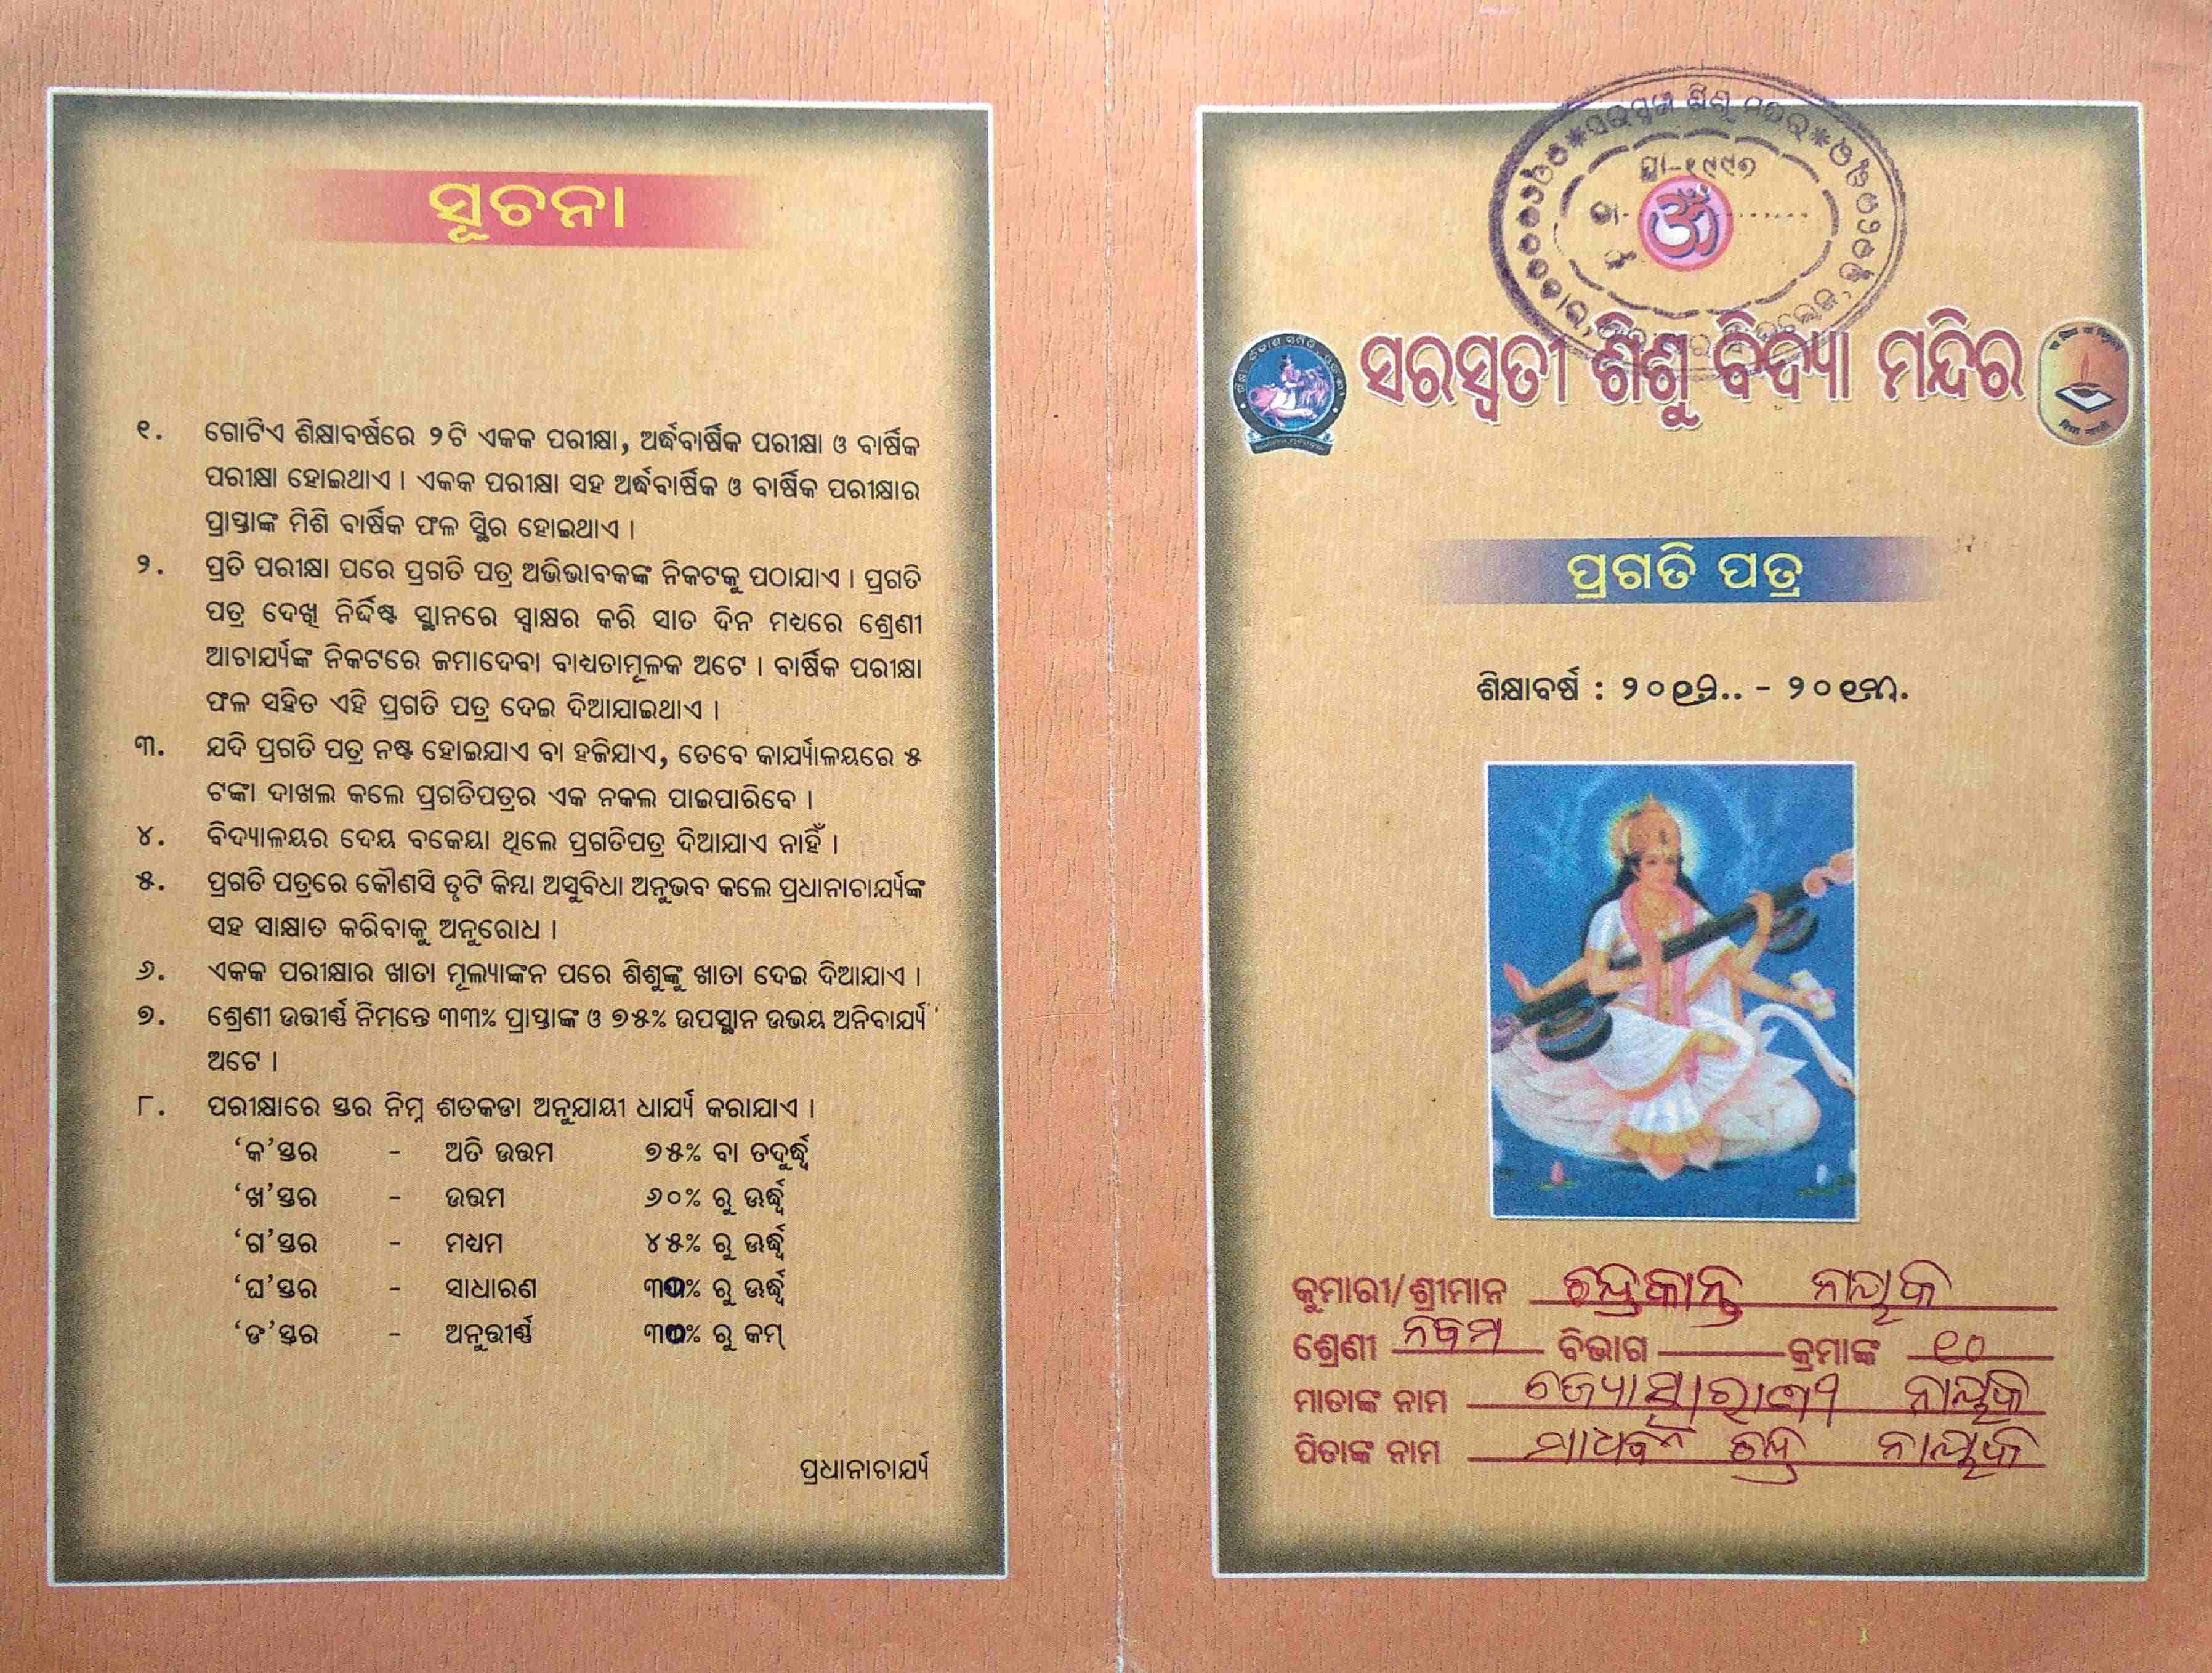 ସୂଚନା
୧. ଗୋଟିଏ ଶିକ୍ଷାବର୍ଷରେ ୨ଟି ଏକକ ପରୀକ୍ଷା, ଅର୍ଦ୍ଧବାର୍ଷିକ ପରୀକ୍ଷା ଓ ବାର୍ଷିକ
ପରୀକ୍ଷା ହୋଇଥାଏ । ଏକକ ପରୀକ୍ଷା ସହ ଅର୍ଦ୍ଧବାର୍ଷିକ ଓ ବାର୍ଷିକ ପରୀକ୍ଷାର
ପ୍ରାପ୍ତାଙ୍କ ମିଶି ବାର୍ଷିକ ଫଳ ସ୍ଥିର ହୋଇଥାଏ ।
୨. ପ୍ରତି ପରୀକ୍ଷା ପରେ ପ୍ରଗତି ପତ୍ର ଅଭିଭାବକଙ୍କ ନିକଟକୁ ପଠାଯାଏ । ପ୍ରଗତି
ପତ୍ର ଦେଖି ନିର୍ଦ୍ଦିଷ୍ଟ ସ୍ଥାନରେ ସ୍ୱାକ୍ଷର କରି ସାତ ଦିନ ମଧ୍ୟରେ ଶ୍ରେଣୀ
ଆଚାର୍ଯ୍ୟଙ୍କ ନିକଟରେ ଜମାଦେବା ବାଧ୍ୟତାମୂଳକ ଅଟେ । ବାର୍ଷିକ ପରୀକ୍ଷା
ଫଳ ସହିତ ଏହି ପ୍ରଗତି ପତ୍ର ଦେଇ ଦିଆଯାଇଥାଏ ।
୩. ଯଦି ପ୍ରଗତି ପତ୍ର ନଷ୍ଟ ହୋଇଯାଏ ବା ହଜିଯାଏ, ତେବେ କାର୍ଯ୍ୟାଳୟରେ ୫
ଟଙ୍କା ଦାଖଲ କଲେ ପ୍ରଗତିପତ୍ରର ଏକ ନକଲ ପାଇପାରିବେ ।
୪. ବିଦ୍ୟାଳୟର ଦେୟ ବକେୟା ଥିଲେ ପ୍ରଗତିପତ୍ର ଦିଆଯାଏ ନାହିଁ ।
୫. ପ୍ରଗତି ପତ୍ରରେ କୌଣସି ତୃଟି କିମ୍ବା ଅସୁବିଧା ଅନୁଭବ କଲେ ପ୍ରଧାନାଚାର୍ଯ୍ୟଙ୍କ
ସହ ସାକ୍ଷାତ କରିବାକୁ ଅନୁରୋଧ ।
୬. ଏକକ ପରୀକ୍ଷାର ଖାତା ମୂଲ୍ୟାଙ୍କନ ପରେ ଶିଶୁଙ୍କୁ ଖାତା ଦେଇ ଦିଆଯାଏ ।
୭. ଶ୍ରେଣୀ ଉତ୍ତୀର୍ଣ୍ଣ ନିମନ୍ତେ ୩୩% ପ୍ରାପ୍ତାଙ୍କ ଓ ୭୫% ଉପସ୍ଥାନ ଉଭୟ ଅନିବାର୍ଯ୍ୟ
ଅଟେ ।
୮. ପରୀକ୍ଷାରେ ସ୍ତର ନିମ୍ନ ଶତକଡା ଅନୁଯାୟୀ ଧାର୍ଯ୍ୟ କରାଯାଏ ।
‘କ’ସ୍ତର - ଅତି ଉତ୍ତମ ୭୫% ବା ତଦୁର୍ଦ୍ଧ୍ୱ
‘ଖ’ସ୍ତର - ଉତ୍ତମ ୬୦% ରୁ ଉର୍ଦ୍ଧ୍ୱ
‘ଗ’ସ୍ତର - ମଧ୍ୟମ ୪୫% ରୁ ଉର୍ଦ୍ଧ୍ୱ
‘ଘ’ସ୍ତର - ସାଧାରଣ ୩୦% ରୁ ଉର୍ଦ୍ଧ୍ୱ
‘ଙ’ସ୍ତର - ଅନୁତ୍ତୀର୍ଣ୍ଣ ୩୦% ରୁ କମ୍
ପ୍ରଧାନାଚାର୍ଯ୍ୟ
ସ୍ଥା-୧୯୯୭
ସରସ୍ୱତୀ ଶିଶୁ ବିଦ୍ୟା ମନ୍ଦିର
ପ୍ରଗତି ପତ୍ର
ଶିକ୍ଷାବର୍ଷ : ୨୦୧୨.. - ୨୦୧୩.
କୁମାରୀ/ଶ୍ରୀମାନ ଚନ୍ଦ୍ରକାନ୍ତ ନାୟକ
ଶ୍ରେଣୀ ନବମ ବିଭାଗ କ୍ରମାଙ୍କ ୧୦
ମାତାଙ୍କ ନାମ ଜ୍ୟୋସ୍ନାରାଣୀ ନାୟକ
ପିତାଙ୍କ ନାମ ମାଧବ ଚନ୍ଦ୍ର ନାୟକ